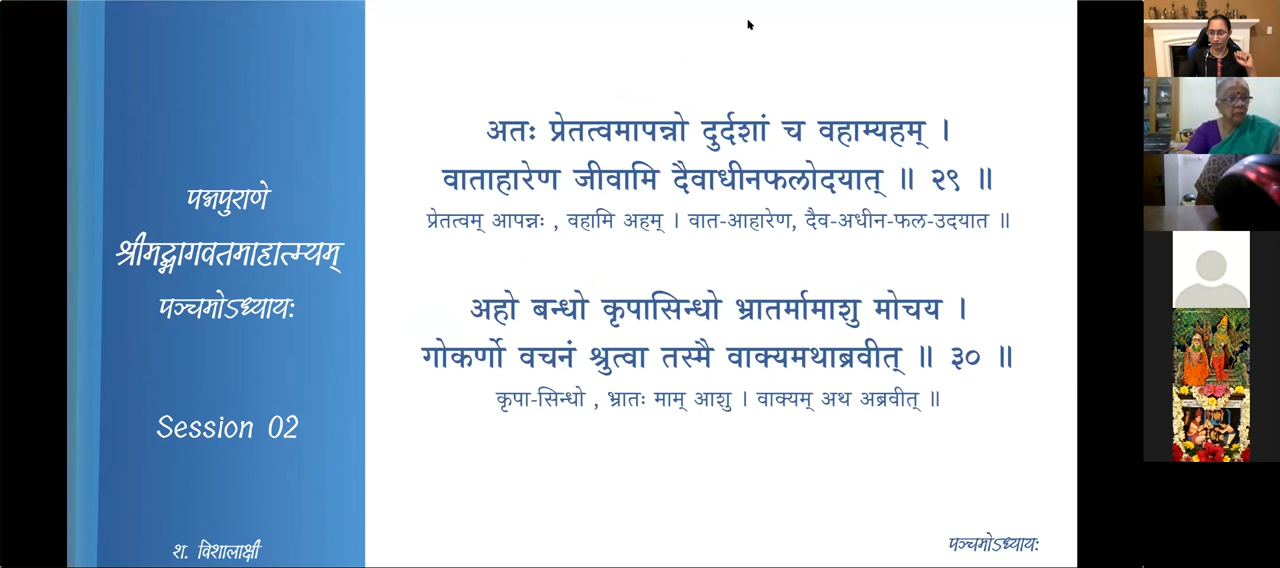 पद्मपुराणे
श्रीमद्भागवतमाहात्म्यम्
पञ्चमोऽध्यायः
Session 02
श. विशालाक्षी
अतः प्रेतत्वमापन्नो दुर्दशां च वहाम्यहम् ।
वाताहारेण जीवामि दैवाधीनफलोदयात् ॥ २९ ॥
प्रेतत्वम् आपन्नः , वहामि अहम् । वात-आहारेण, दैव-अधीन-फल-उदयात ॥
अहो बन्धो कृपासिन्धो भ्रातर्मामाशु मोचय ।
गोकर्णो वचनं श्रुत्वा तस्मै वाक्यमथाब्रवीत् ॥ ३० ॥
कृपा-सिन्धो , भ्रातः माम् आशु । वाक्यम् अथ अब्रवीत् ॥
पञ्चमोऽध्यायः